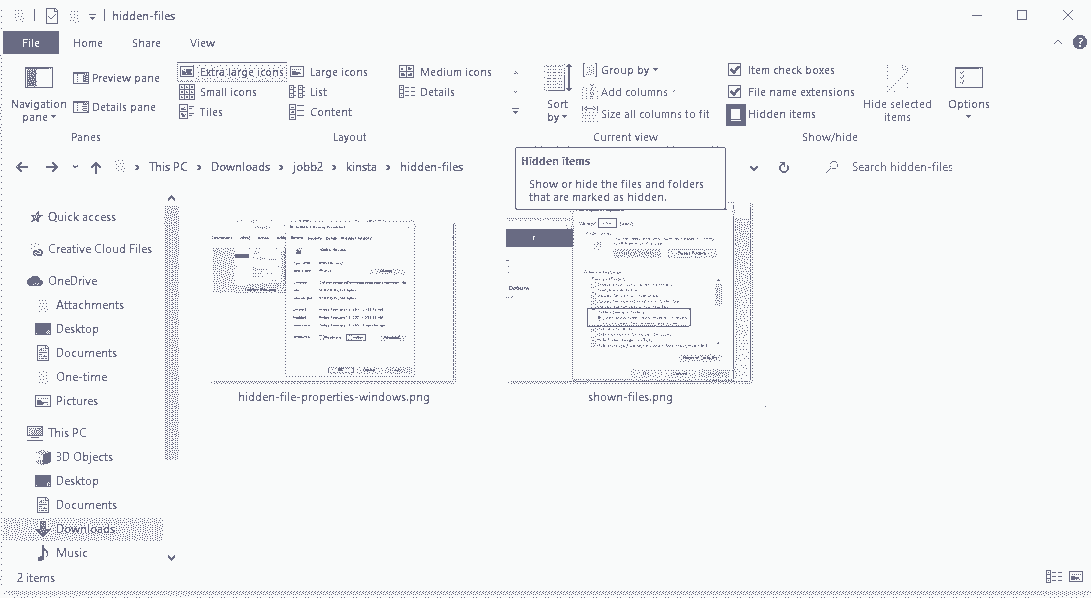 hidden-files
File Home Share View
Navigation pane
Preview pane
Details pane
Panes
Extra large icons Large icons Medium icons
Small icons List Details
Tiles Content
Layout
Sort by
Group by
Add columns
Size all columns to fit
Current view
Item check boxes
File name extensions
Hidden items
Hide selected items
Options
Show/hide
This PC Downloads jobb2 kinsta hidden-files
Search hidden-files
Hidden items
Show or hide the files and folders
that are marked as hidden.
Quick access
Creative Cloud Files
OneDrive
Attachments
Desktop
Documents
One-time
Pictures
This PC
3D Objects
Desktop
Documents
Downloads
Music
hidden-file-properties-windows.png
shown-files.png
2 items